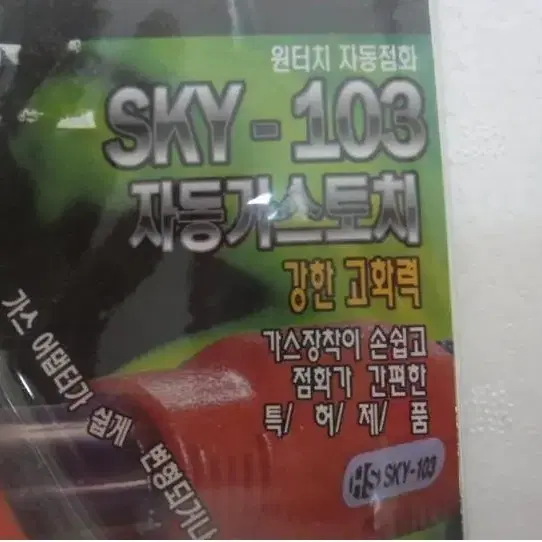 원터치 자동점화
SKY - 103
자동가스토치
강한 고화력
가스장착이 손쉽고
점화가 간편한
특/ 허/ 제/ 품
가스 어댑터가 쉽게 변형되거나
SKY-103